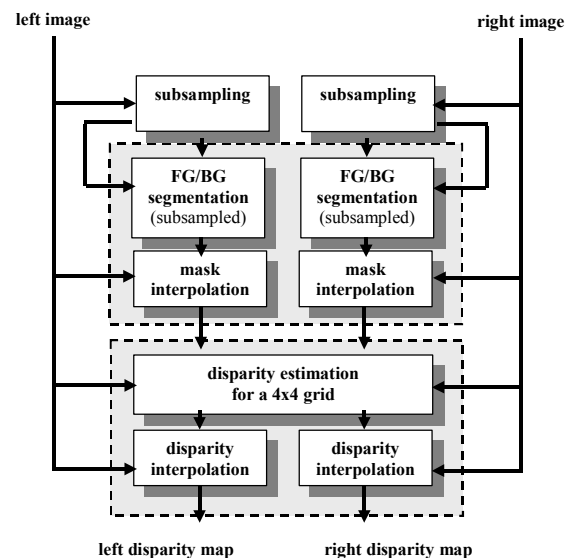 left image
right image
subsampling
subsampling
FG/BG
segmentation
(subsampled)
FG/BG
segmentation
(subsampled)
mask
interpolation
mask
interpolation
disparity estimation
for a 4x4 grid
disparity
interpolation
disparity
interpolation
left disparity map
right disparity map